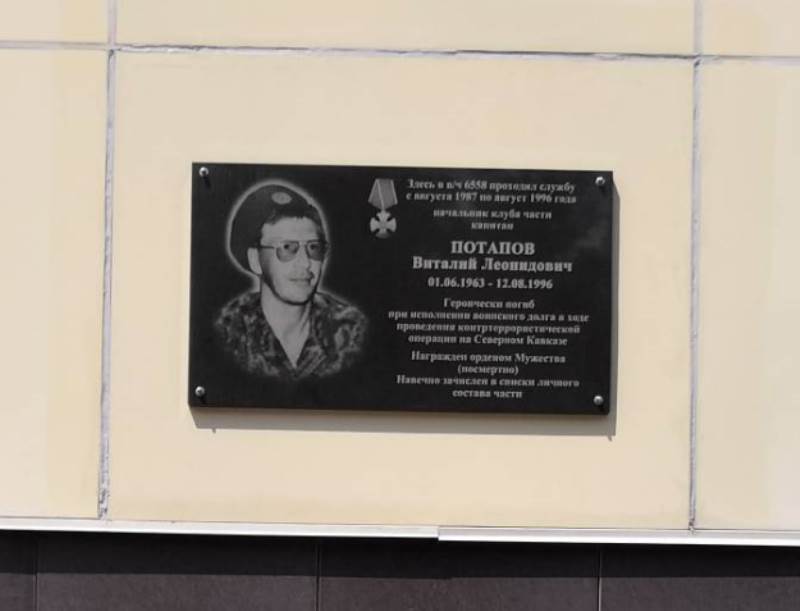 Здесь в в/ч 6558 проходил службу
с августа 1987 по август 1996 года
начальник клуба части
капитан
ПОТАПОВ
Виталий Леонидович
01.06.1963 - 12.08.1996
Героически погиб
при исполнении воинского долга в ходе
проведения контртеррористической
операции на Северном Кавказе
Награжден орденом Мужества
(посмертно)
Навечно зачислен в списки личного
состава части